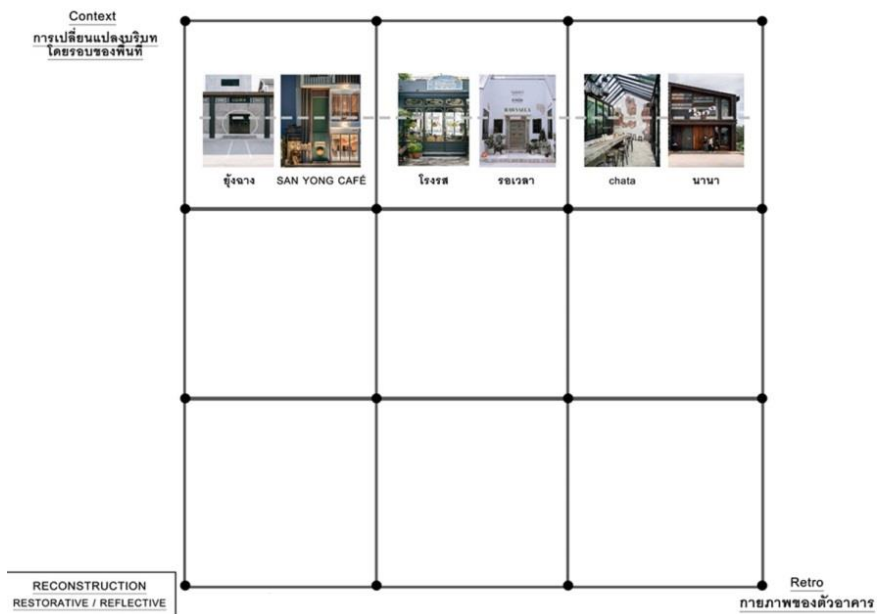 Context
การเปลี่ยนแปลงบริบท
โดยรอบของพื้นที่
ยุ้งฉาง
SAN YONG CAFÉ
โรงรส
รอเวลา
chata
นานา
RECONSTRUCTION
RESTORATIVE / REFLECTIVE
Retro
กายภาพของตัวอาคาร